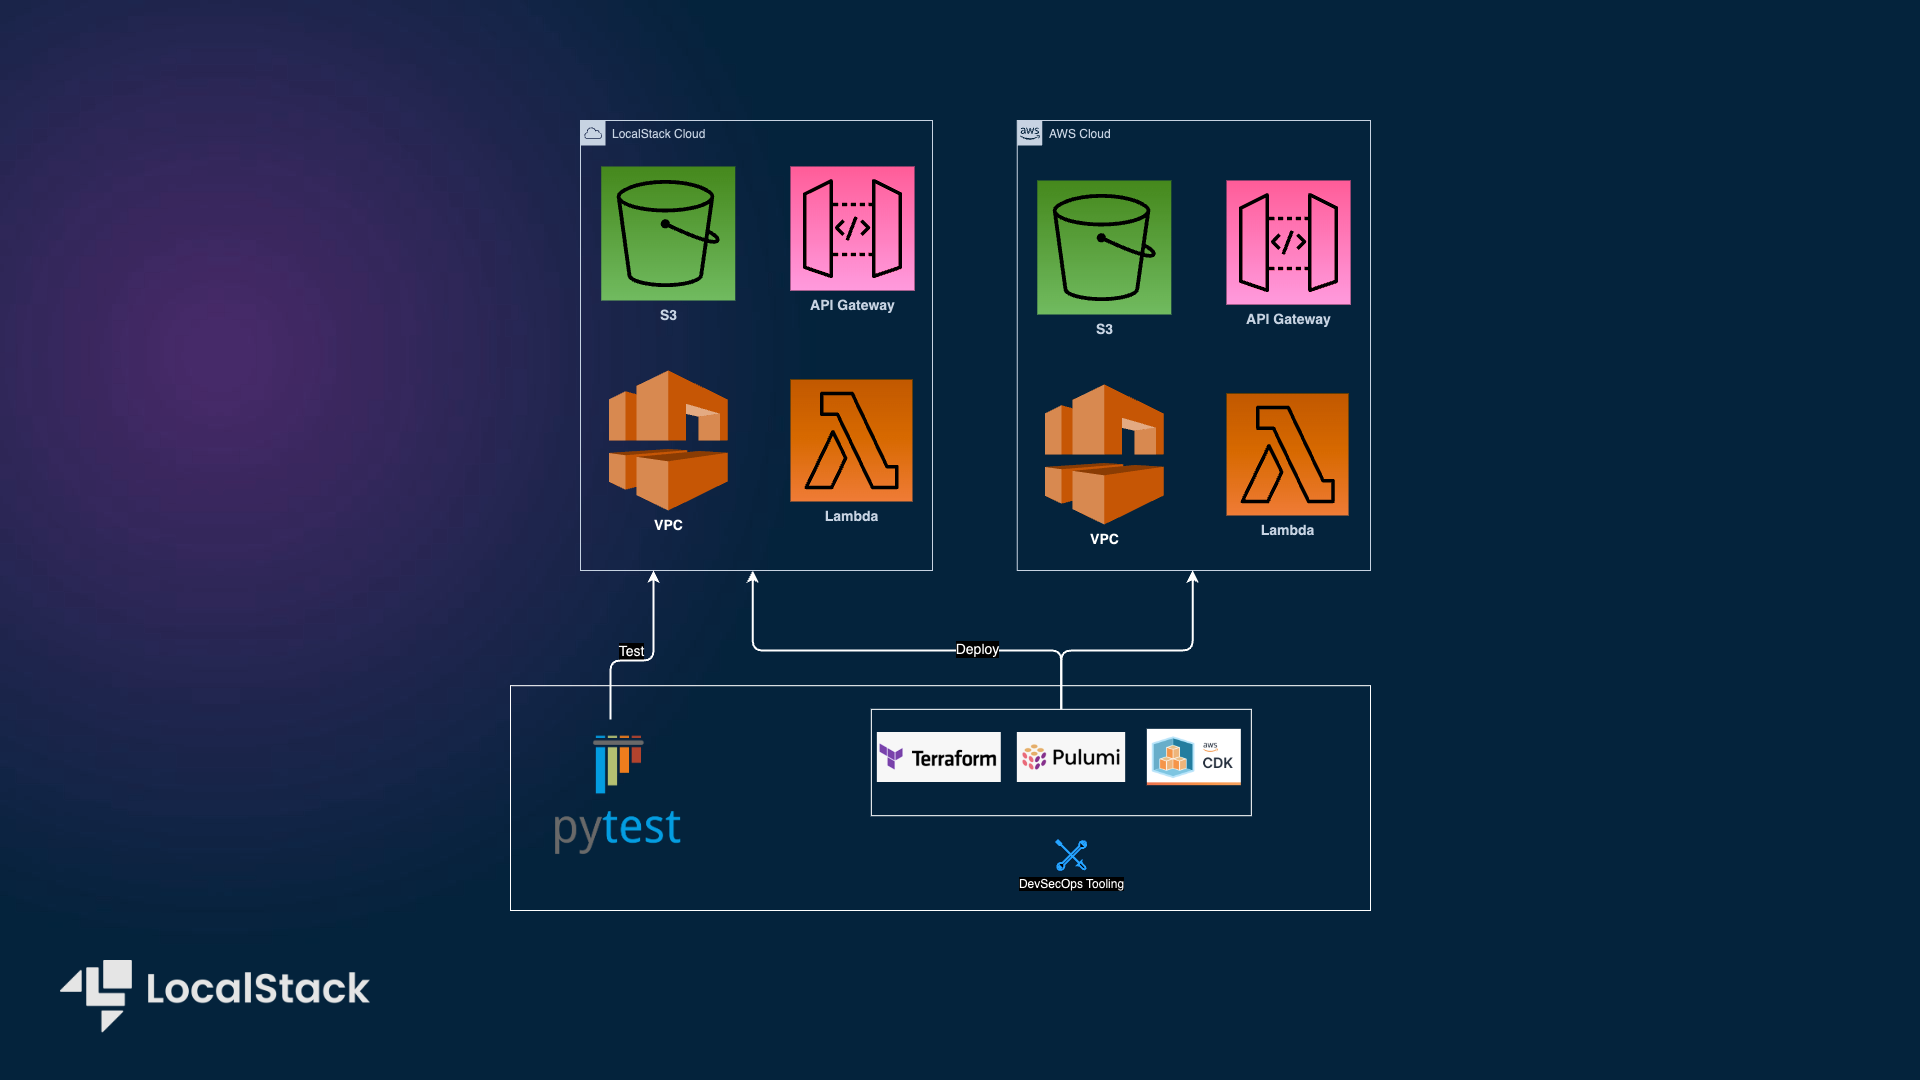 LocalStack Cloud
S3
API Gateway
VPC
Lambda
aws
AWS Cloud
S3
API Gateway
VPC
Lambda
Test
Deploy
pytest
Terraform
Pulumi
aws
CDK
DevSecOps Tooling
LocalStack